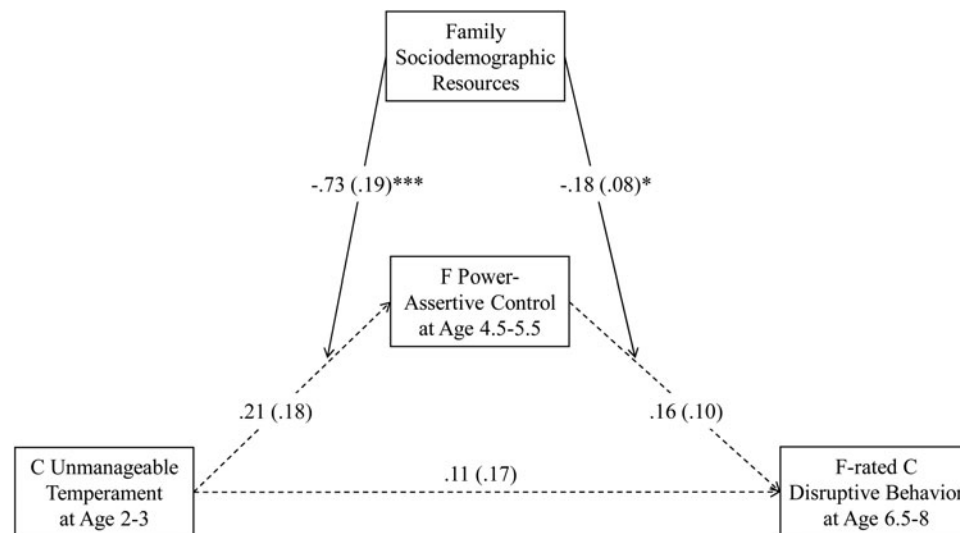 Family
Sociodemographic
Resources
-.73 (.19)***
-.18 (.08)*
F Power-
Assertive Control
at Age 4.5-5.5
.21 (.18)
.16 (.10)
C Unmanageable
Temperament
at Age 2-3
.11 (.17)
F-rated C
Disruptive Behavior
at Age 6.5-8